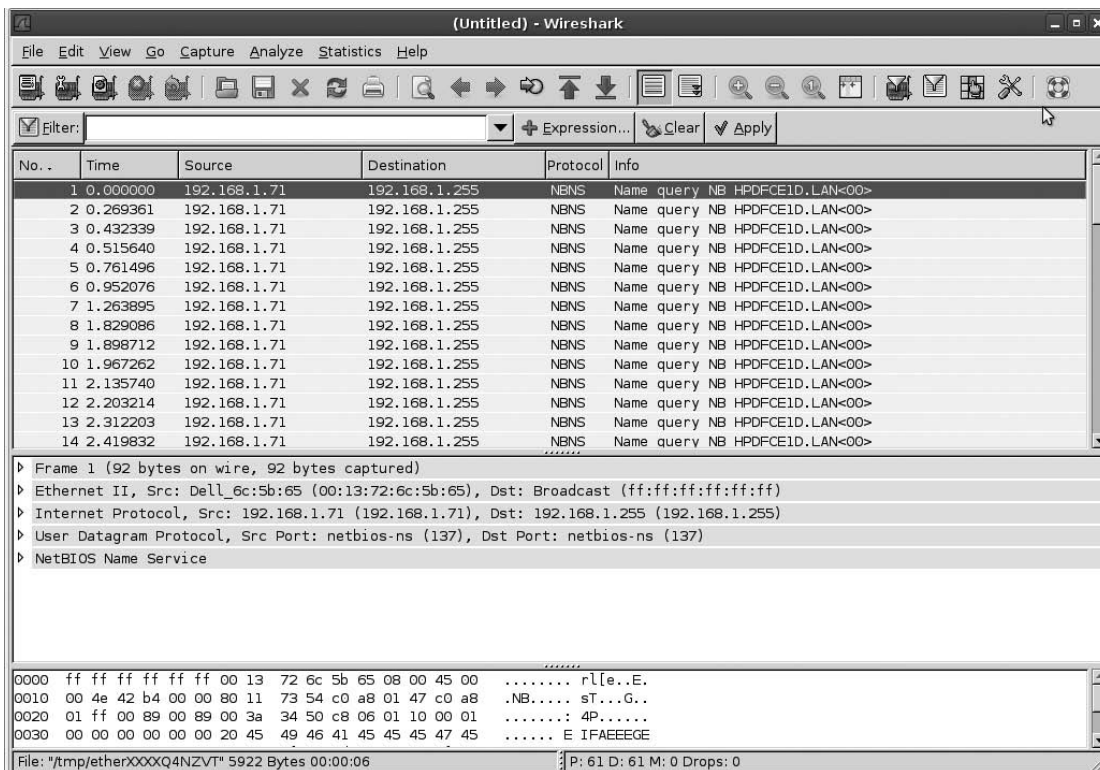 (Untitled) - Wireshark
File Edit View Go Capture Analyze Statistics Help
Filter: Expression... Clear Apply
No. . Time Source Destination Protocol Info
1 0.000000 192.168.1.71 192.168.1.255 NBNS Name query NB HPDFCE1D.LAN<00>
2 0.269361 192.168.1.71 192.168.1.255 NBNS Name query NB HPDFCE1D.LAN<00>
3 0.432339 192.168.1.71 192.168.1.255 NBNS Name query NB HPDFCE1D.LAN<00>
4 0.515640 192.168.1.71 192.168.1.255 NBNS Name query NB HPDFCE1D.LAN<00>
5 0.761496 192.168.1.71 192.168.1.255 NBNS Name query NB HPDFCE1D.LAN<00>
6 0.952076 192.168.1.71 192.168.1.255 NBNS Name query NB HPDFCE1D.LAN<00>
7 1.263895 192.168.1.71 192.168.1.255 NBNS Name query NB HPDFCE1D.LAN<00>
8 1.829086 192.168.1.71 192.168.1.255 NBNS Name query NB HPDFCE1D.LAN<00>
9 1.898712 192.168.1.71 192.168.1.255 NBNS Name query NB HPDFCE1D.LAN<00>
10 1.967262 192.168.1.71 192.168.1.255 NBNS Name query NB HPDFCE1D.LAN<00>
11 2.135740 192.168.1.71 192.168.1.255 NBNS Name query NB HPDFCE1D.LAN<00>
12 2.203214 192.168.1.71 192.168.1.255 NBNS Name query NB HPDFCE1D.LAN<00>
13 2.312203 192.168.1.71 192.168.1.255 NBNS Name query NB HPDFCE1D.LAN<00>
14 2.419832 192.168.1.71 192.168.1.255 NBNS Name query NB HPDFCE1D.LAN<00>
Frame 1 (92 bytes on wire, 92 bytes captured)
Ethernet II, Src: Dell_6c:5b:65 (00:13:72:6c:5b:65), Dst: Broadcast (ff:ff:ff:ff:ff:ff)
Internet Protocol, Src: 192.168.1.71 (192.168.1.71), Dst: 192.168.1.255 (192.168.1.255)
User Datagram Protocol, Src Port: netbios-ns (137), Dst Port: netbios-ns (137)
NetBIOS Name Service
0000 ff ff ff ff ff ff 00 13 72 6c 5b 65 08 00 45 00 ........ rl[e..E.
0010 00 4e 42 b4 00 00 80 11 73 54 c0 a8 01 47 c0 a8 .NB..... sT...G..
0020 01 ff 00 89 00 89 00 3a 34 50 c8 06 01 10 00 01 .......: 4P......
0030 00 00 00 00 00 00 20 45 49 46 41 45 45 45 47 45 ...... E IFAEEEGE
File: "/tmp/etherXXXXQ4NZVT" 5922 Bytes 00:00:06 P: 61 D: 61 M: 0 Drops: 0